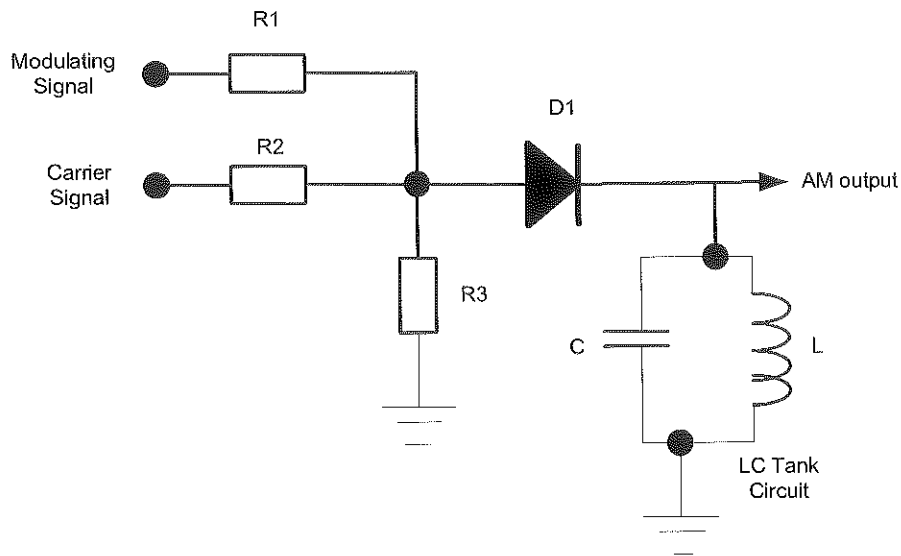 R1
Modulating
Signal
D1
R2
Carrier
Signal
AM output
R3
C
L
LC Tank
Circuit